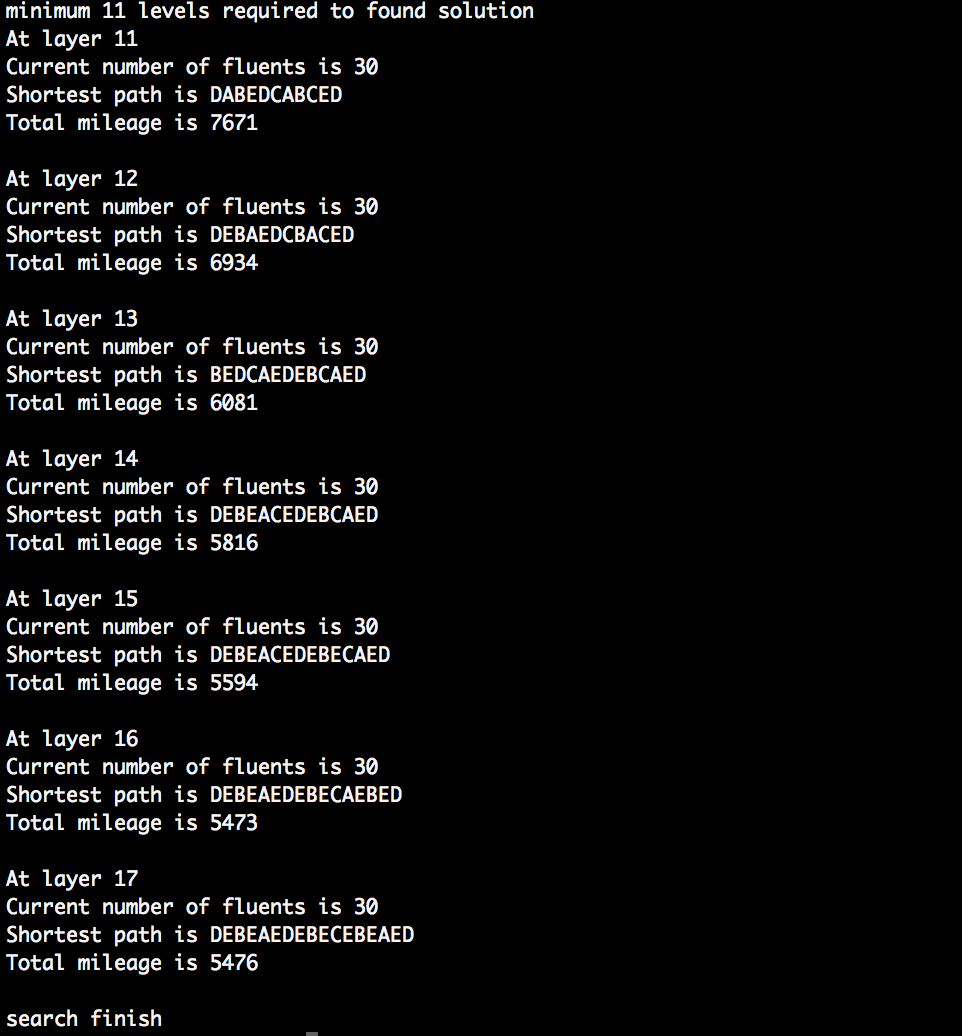 minimum 11 levels required to found solution
At layer 11
Current number of fluents is 30
Shortest path is DABEDCABCED
Total mileage is 7671
At layer 12
Current number of fluents is 30
Shortest path is DEBAEDCBACED
Total mileage is 6934
At layer 13
Current number of fluents is 30
Shortest path is BEDCAEDEBCAED
Total mileage is 6081
At layer 14
Current number of fluents is 30
Shortest path is DEBEACEDEBCAED
Total mileage is 5816
At layer 15
Current number of fluents is 30
Shortest path is DEBEACEDEBECAED
Total mileage is 5594
At layer 16
Current number of fluents is 30
Shortest path is DEBEAEDEBECAEBED
Total mileage is 5473
At layer 17
Current number of fluents is 30
Shortest path is DEBEAEDEBECEBEAED
Total mileage is 5476
search finish